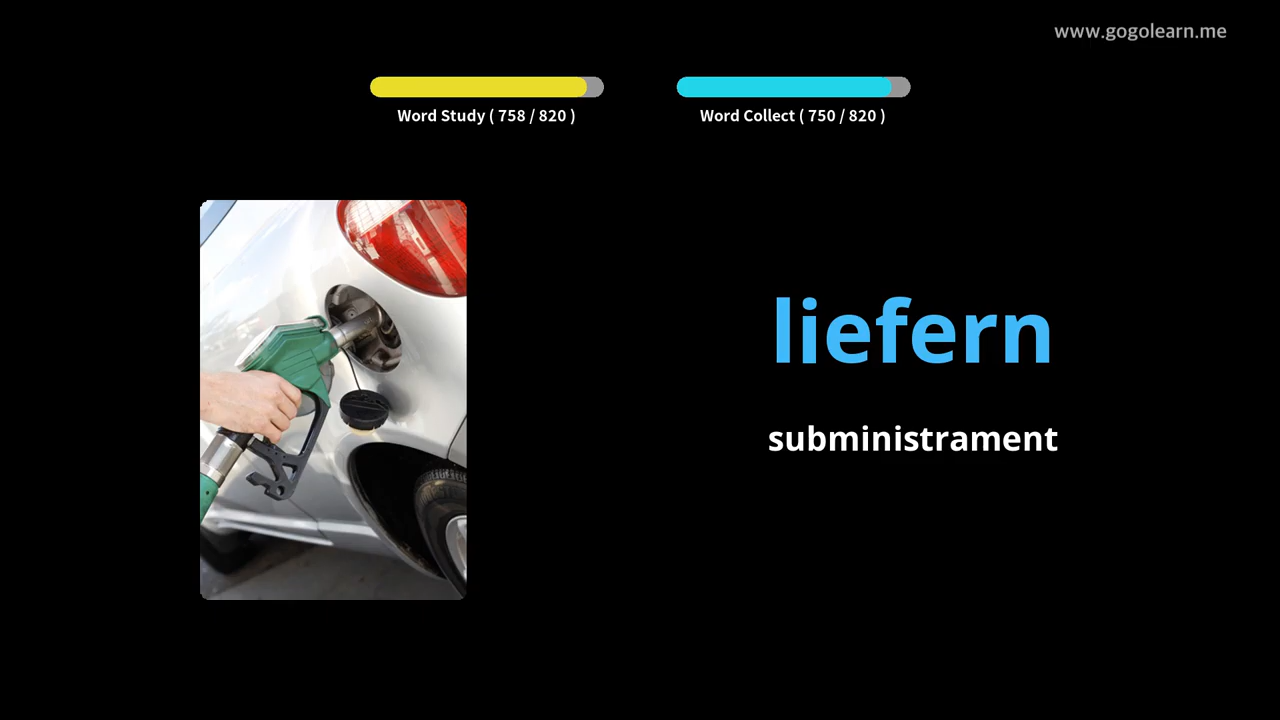 www.gogolearn.me
Word Study ( 758 / 820 )
Word Collect ( 750 / 820 )
liefern
subministrament